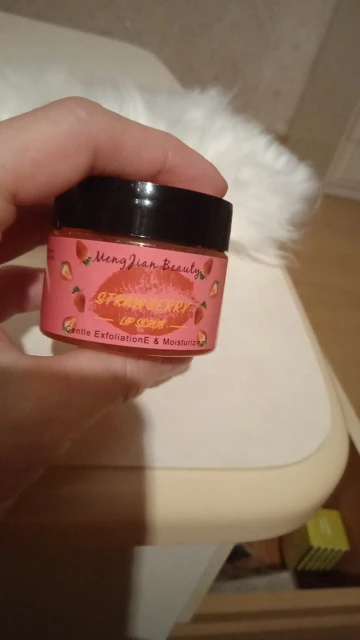 MengJian Beauty
STRAWBERRY
LIP SCRUB
Gentle ExfoliationE & Moisturizing